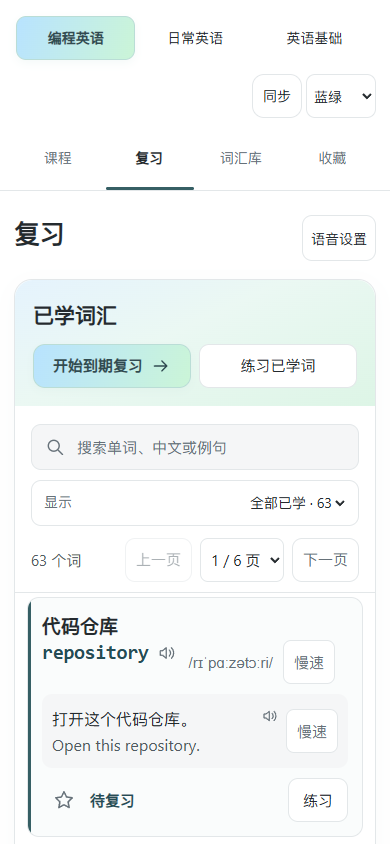 编程英语 日常英语 英语基础
同步 蓝绿
课程 复习 词汇库 收藏
复习 语音设置
已学词汇
开始到期复习 → 练习已学词
搜索单词、中文或例句
显示 全部已学 · 63
63 个词 上一页 1 / 6 页 下一页
代码仓库
repository /rɪˈpɑːzətɔːri/ 慢速
打开这个代码仓库。 慢速
Open this repository.
待复习 练习